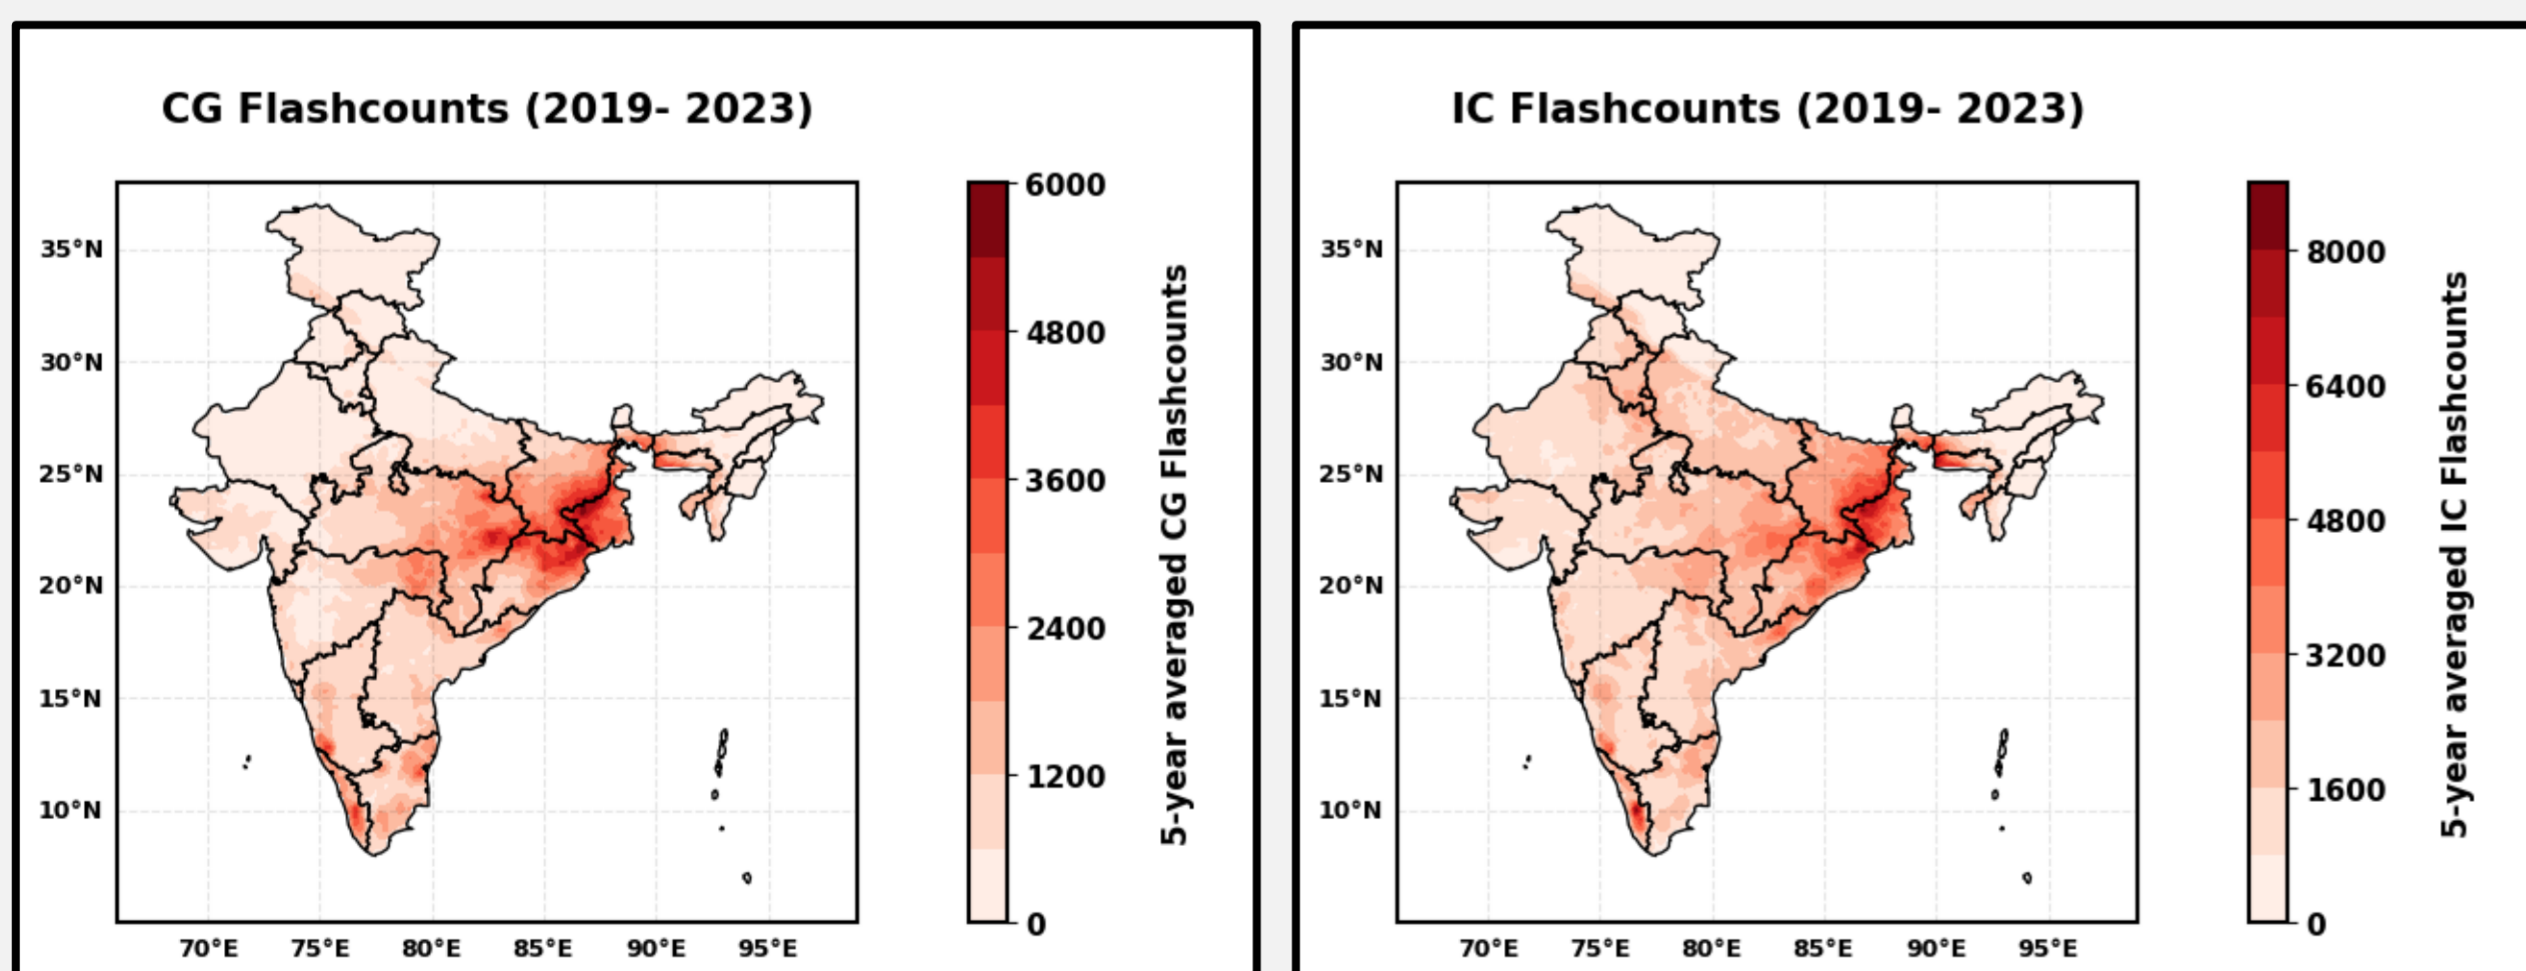 CG Flashcounts (2019- 2023)
35°N
30°N
25°N
20°N
15°N
10°N
70°E 75°E 80°E 85°E 90°E 95°E
6000
4800
3600
2400
1200
0
5-year averaged CG Flashcounts
IC Flashcounts (2019- 2023)
35°N
30°N
25°N
20°N
15°N
10°N
70°E 75°E 80°E 85°E 90°E 95°E
8000
6400
4800
3200
1600
0
5-year averaged IC Flashcounts